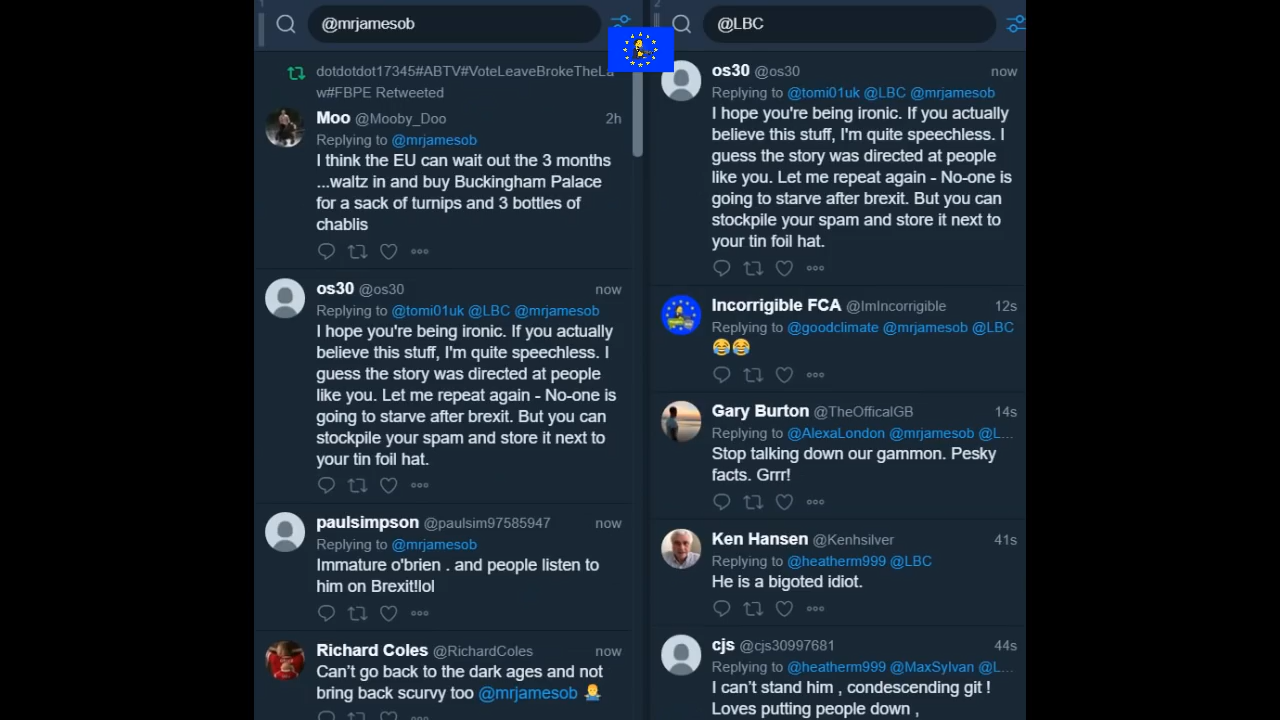 1
@mrjamesob
dotdotdot17345#ABTV#VoteLeaveBrokeTheLa
w#FBPE Retweeted
Moo @Mooby_Doo 2h
Replying to @mrjamesob
I think the EU can wait out the 3 months
...waltz in and buy Buckingham Palace
for a sack of turnips and 3 bottles of
chablis
os30 @os30 now
Replying to @tomi01uk @LBC @mrjamesob
I hope you're being ironic. If you actually
believe this stuff, I'm quite speechless. I
guess the story was directed at people
like you. Let me repeat again - No-one is
going to starve after brexit. But you can
stockpile your spam and store it next to
your tin foil hat.
paulsimpson @paulsim97585947 now
Replying to @mrjamesob
Immature o'brien . and people listen to
him on Brexit!lol
Richard Coles @RichardColes now
Can't go back to the dark ages and not
bring back scurvy too @mrjamesob 🤷‍♂️
2
@LBC
os30 @os30 now
Replying to @tomi01uk @LBC @mrjamesob
I hope you're being ironic. If you actually
believe this stuff, I'm quite speechless. I
guess the story was directed at people
like you. Let me repeat again - No-one is
going to starve after brexit. But you can
stockpile your spam and store it next to
your tin foil hat.
Incorrigible FCA @ImIncorrigible 12s
Replying to @goodclimate @mrjamesob @LBC
😂😂
Gary Burton @TheOfficalGB 14s
Replying to @AlexaLondon @mrjamesob @L...
Stop talking down our gammon. Pesky
facts. Grrr!
Ken Hansen @Kenhsilver 41s
Replying to @heatherm999 @LBC
He is a bigoted idiot.
cjs @cjs30997681 44s
Replying to @heatherm999 @MaxSylvan @L...
I can't stand him , condescending git !
Loves putting people down ,